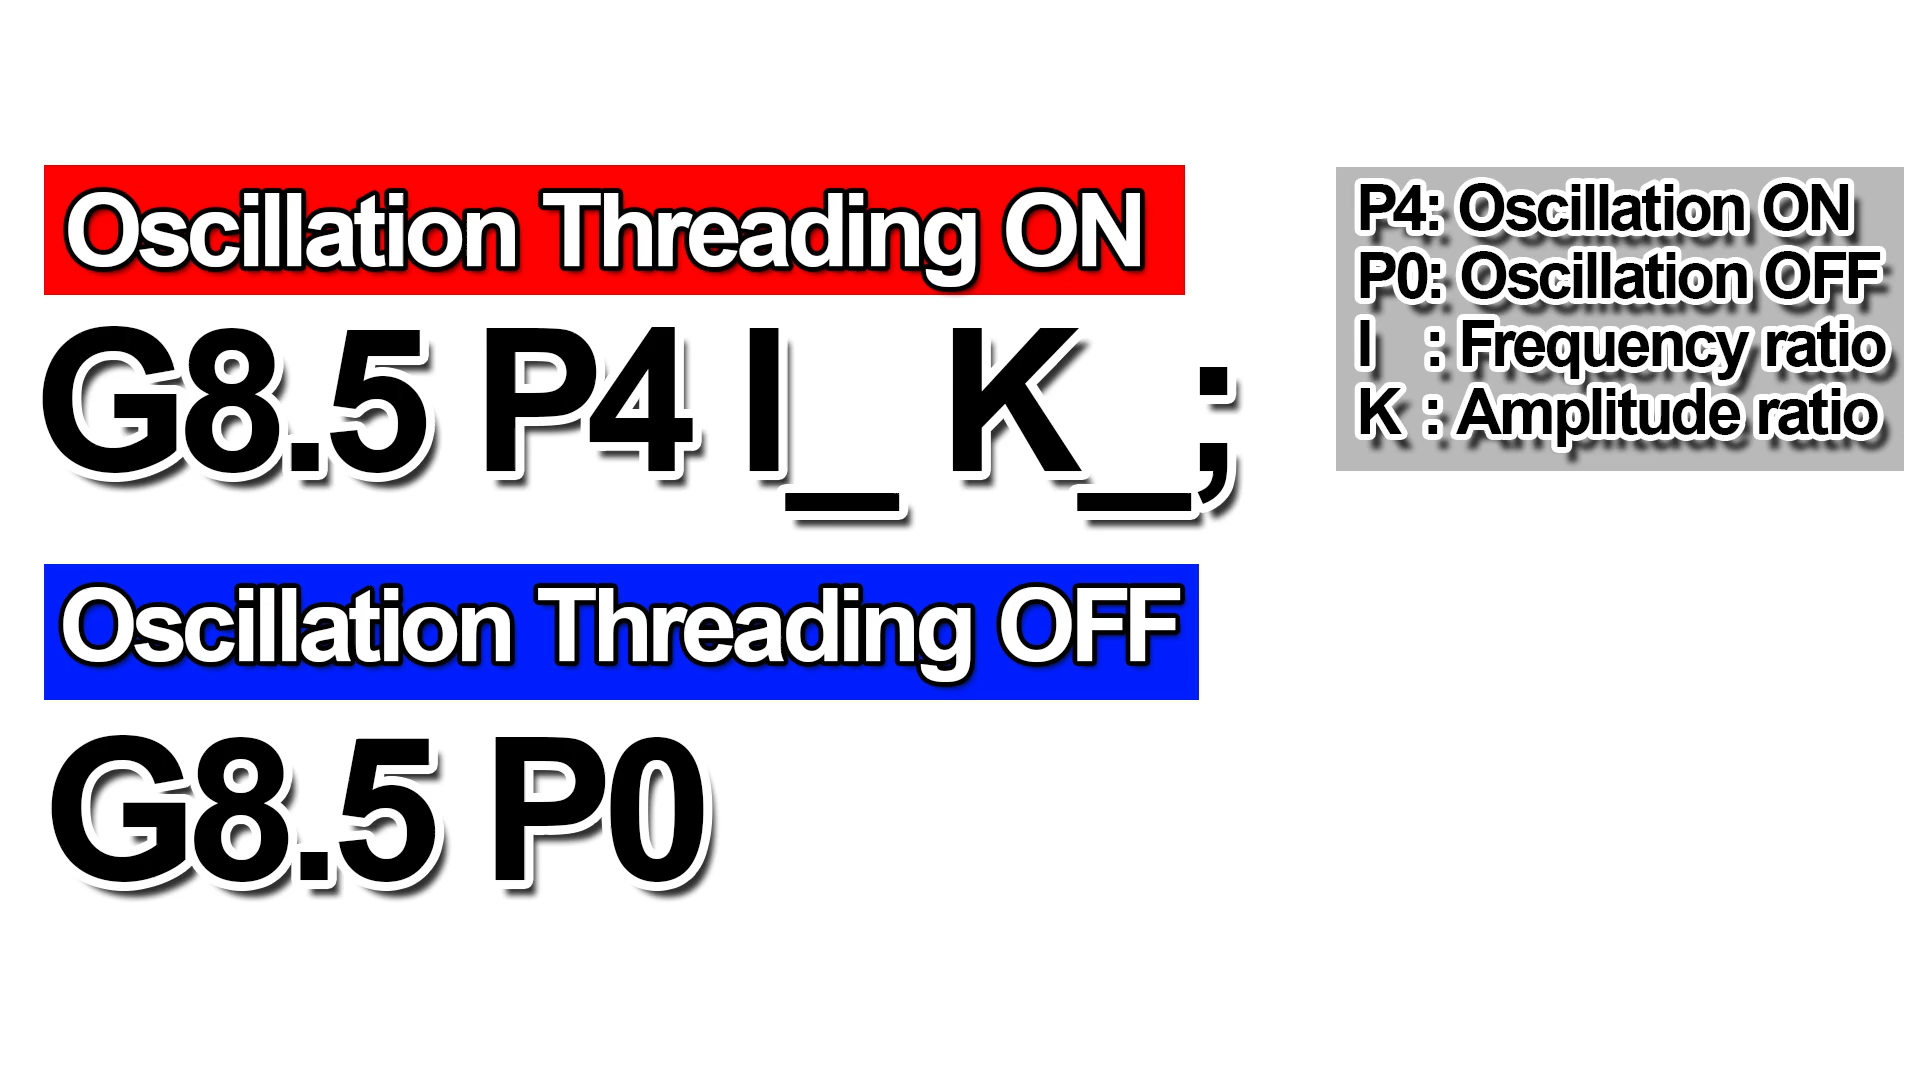 Oscillation Threading ON
G8.5 P4 I_ K_;
Oscillation Threading OFF
G8.5 P0
P4: Oscillation ON
P0: Oscillation OFF
I : Frequency ratio
K : Amplitude ratio